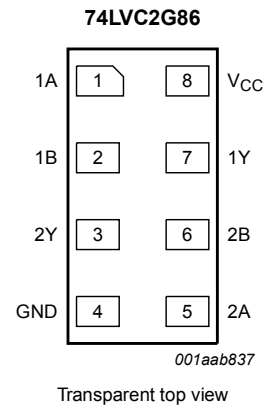 74LVC2G86
1A 1 8 VCC
1B 2 7 1Y
2Y 3 6 2B
GND 4 5 2A
001aab837
Transparent top view